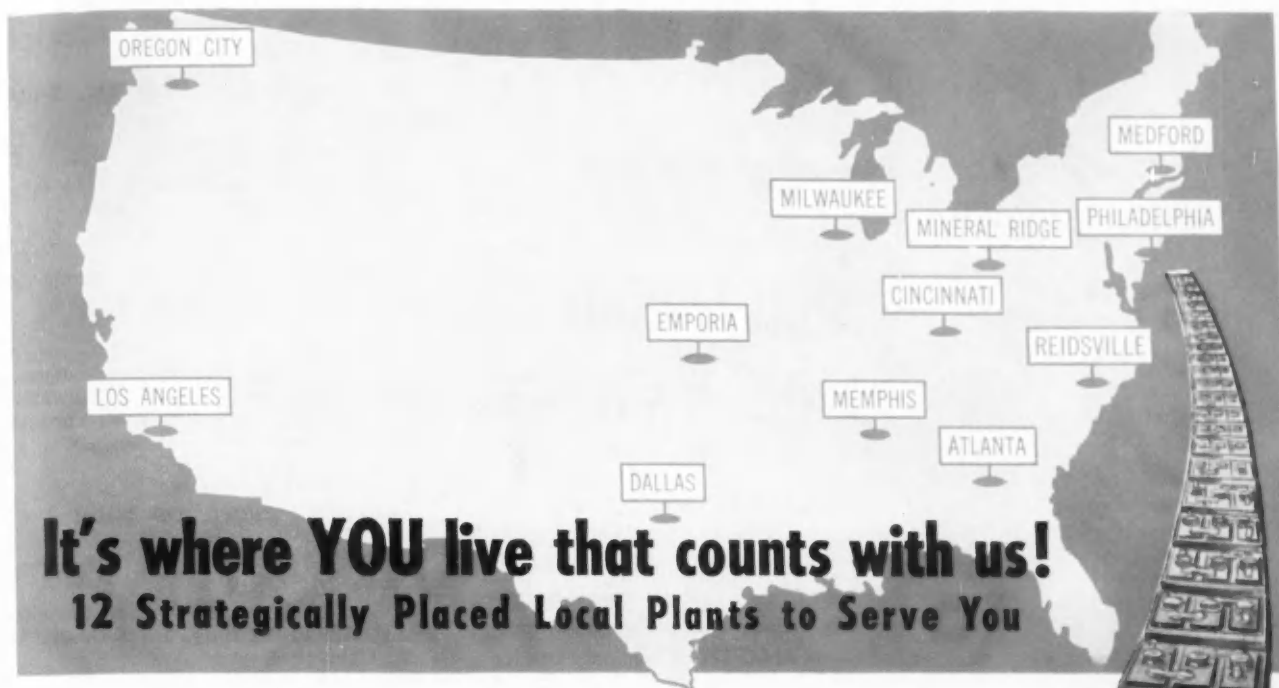 OREGON CITY
MEDFORD
MILWAUKEE
MINERAL RIDGE
PHILADELPHIA
CINCINNATI
EMPORIA
REIDSVILLE
LOS ANGELES
MEMPHIS
ATLANTA
DALLAS
It's where YOU live that counts with us!
12 Strategically Placed Local Plants to Serve You